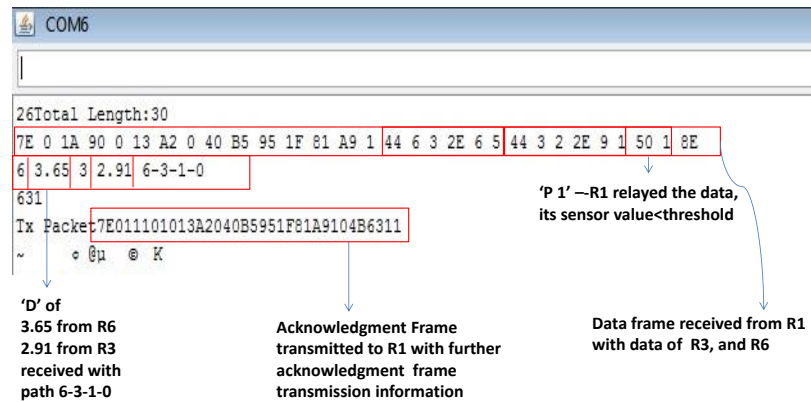 COM6
26Total Length:30
7E 0 1A 90 0 13 A2 0 40 B5 95 1F 81 A9 1 44 6 3 2E 6 5 44 3 2 2E 9 1 50 1 8E
6 3.65 3 2.91 6-3-1-0
631
Tx Packet7E011101013A2040B5951F81A9104B6311
~ ¢ @µ © K
‘P 1’ –-R1 relayed the data,
its sensor value<threshold
‘D’ of
3.65 from R6
2.91 from R3
received with
path 6-3-1-0
Acknowledgment Frame
transmitted to R1 with further
acknowledgment frame
transmission information
Data frame received from R1
with data of R3, and R6